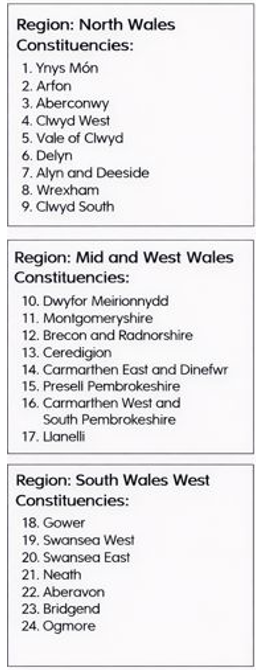 Region: North Wales
Constituencies:
1. Ynys Món
2. Arfon
3. Aberconwy
4. Clwyd West
5. Vale of Clwyd
6. Delyn
7. Alyn and Deeside
8. Wrexham
9. Clwyd South
Region: Mid and West Wales
Constituencies:
10. Dwyfor Meirionnydd
11. Montgomeryshire
12. Brecon and Radnorshire
13. Ceredigion
14. Carmarthen East and Dinefwr
15. Presell Pembrokeshire
16. Carmarthen West and
South Pembrokeshire
17. Llanelli
Region: South Wales West
Constituencies:
18. Gower
19. Swansea West
20. Swansea East
21. Neath
22. Aberavon
23. Bridgend
24. Ogmore